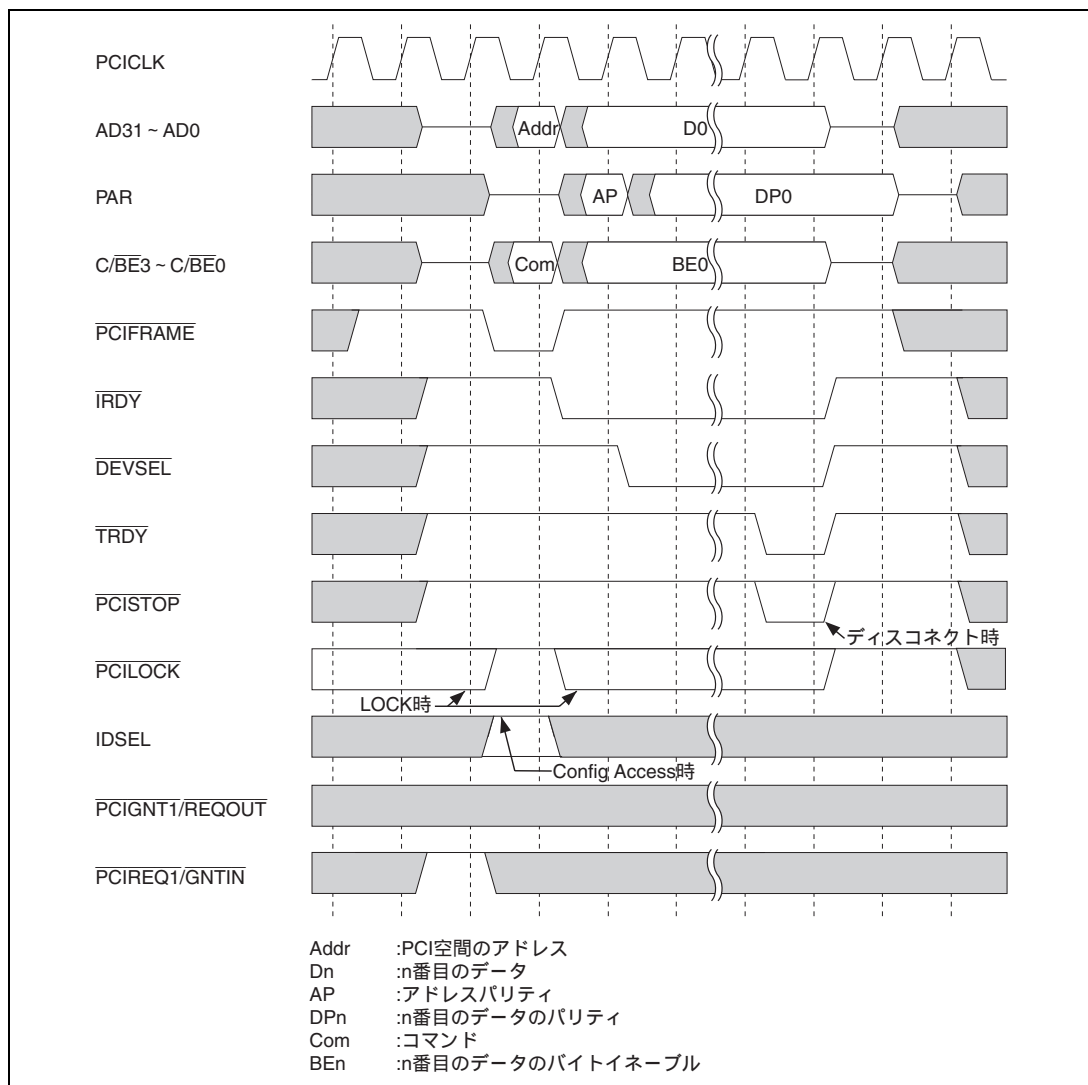 PCICLK
AD31 ~ AD0
Addr
D0
PAR
AP
DP0
C/BE3 ~ C/BE0
Com
BE0
PCIFRAME
IRDY
DEVSEL
TRDY
PCISTOP
ディスコネクト時
PCILOCK
LOCK時
IDSEL
Config Access時
PCIGNT1/REQOUT
PCIREQ1/GNTIN
Addr :PCI空間のアドレス
Dn :n番目のデータ
AP :アドレスパリティ
DPn :n番目のデータのパリティ
Com :コマンド
BEn :n番目のデータのバイトイネーブル